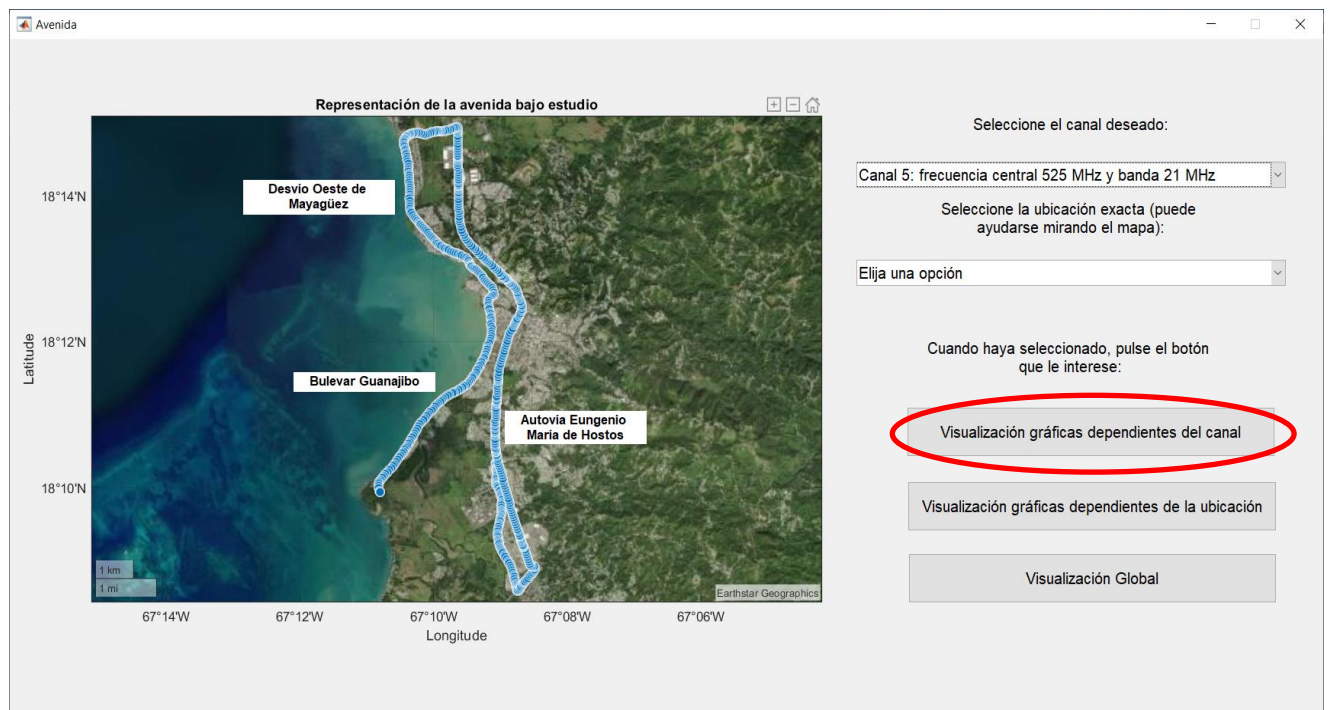 Avenida
Representación de la avenida bajo estudio
Desvio Oeste de
Mayagüez
Bulevar Guanajibo
Autovía Eungenio
María de Hostos
18°14'N
18°12'N
18°10'N
Latitude
1 km
1 mi
Earthstar Geographics
67°14'W
67°12'W
67°10'W
67°08'W
67°06'W
Longitude
Seleccione el canal deseado:
Canal 5: frecuencia central 525 MHz y banda 21 MHz
Seleccione la ubicación exacta (puede
ayudarse mirando el mapa):
Elija una opción
Cuando haya seleccionado, pulse el botón
que le interese:
Visualización gráficas dependientes del canal
Visualización gráficas dependientes de la ubicación
Visualización Global